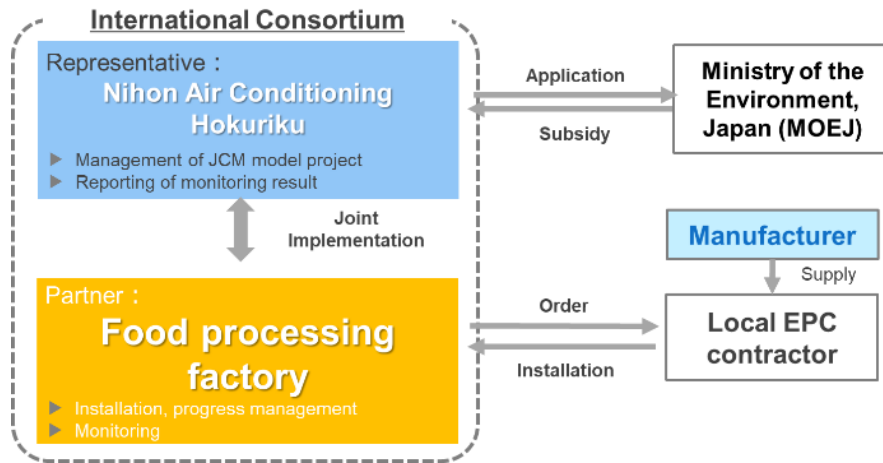 International Consortium
Representative：
Nihon Air Conditioning
Hokuriku
▶ Management of JCM model project
▶ Reporting of monitoring result
Application
Subsidy
Ministry of the
Environment,
Japan (MOEJ)
Joint
Implementation
Partner：
Food processing
factory
▶ Installation, progress management
▶ Monitoring
Order
Installation
Manufacturer
Supply
Local EPC
contractor